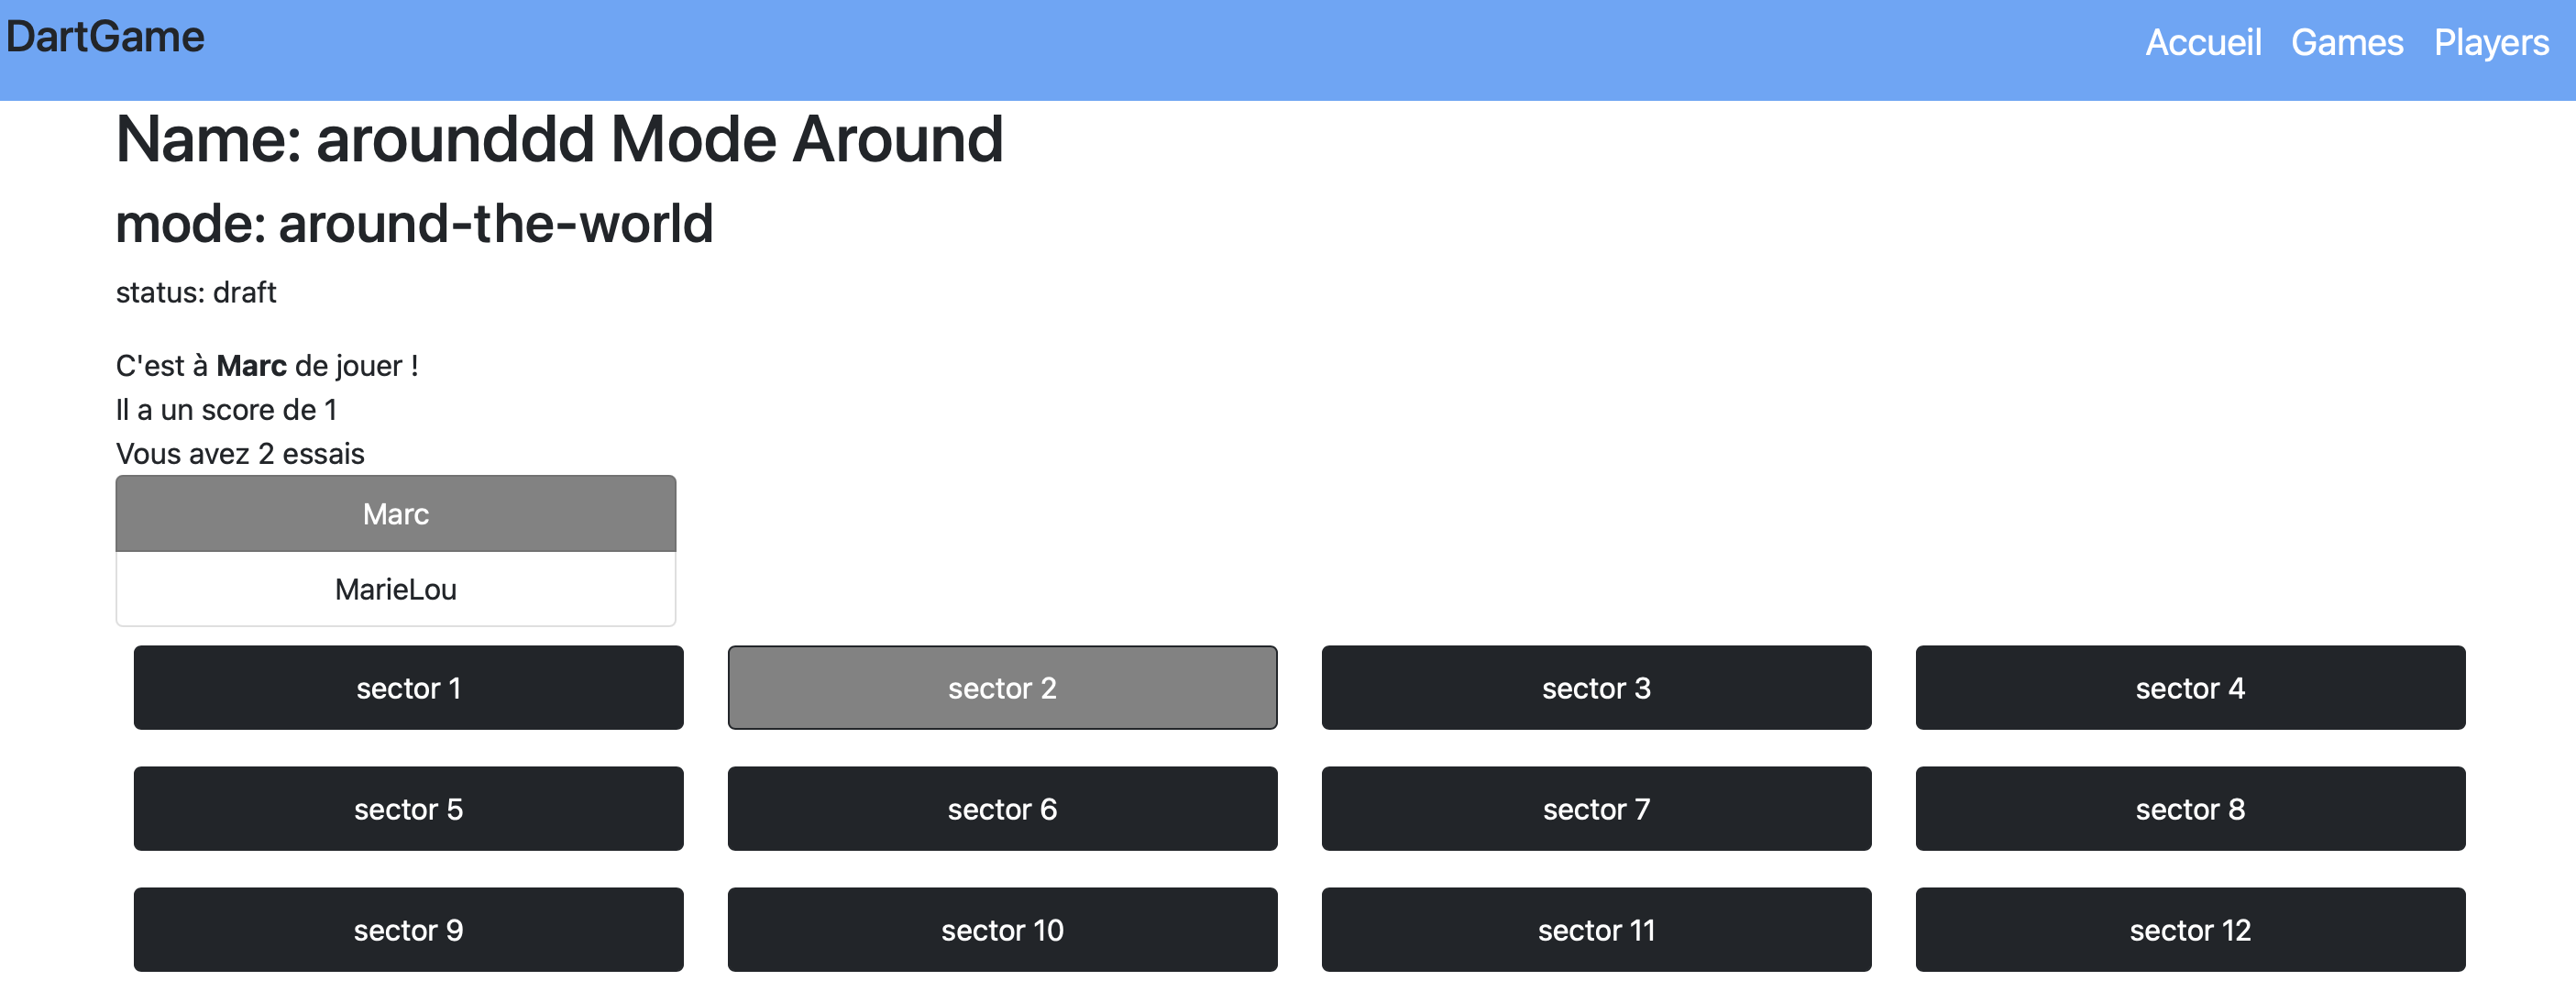 DartGame
Accueil Games Players
Name: arounddd Mode Around
mode: around-the-world
status: draft
C'est à Marc de jouer !
Il a un score de 1
Vous avez 2 essais
Marc
MarieLou
sector 1 sector 2 sector 3 sector 4
sector 5 sector 6 sector 7 sector 8
sector 9 sector 10 sector 11 sector 12